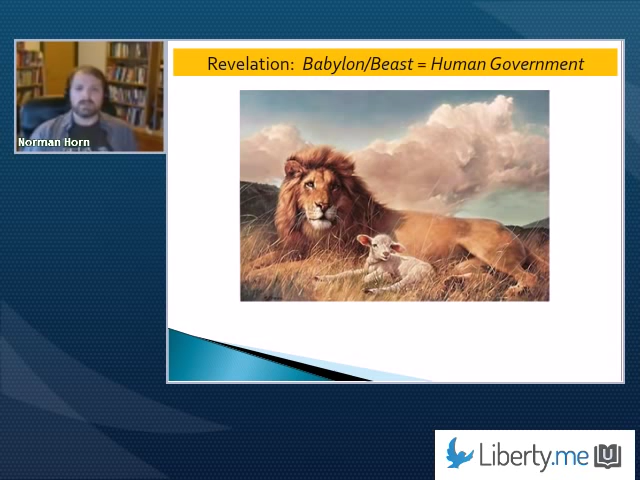 Revelation: Babylon/Beast = Human Government
Norman Horn
Liberty.me